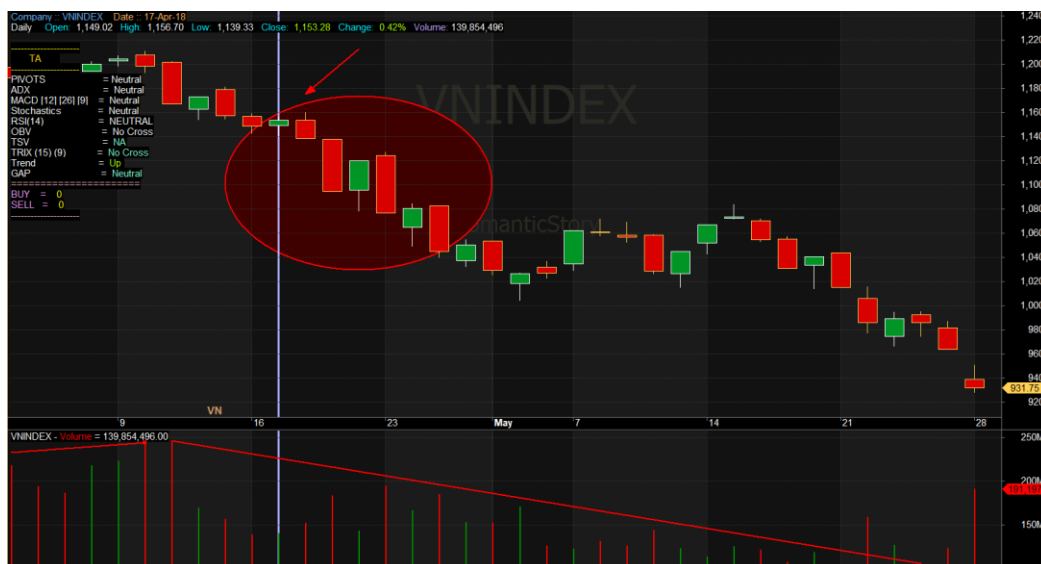 Company :: VNINDEX Date :: 17-Apr-18
Daily Open: 1,149.02 High: 1,156.70 Low: 1,139.33 Close: 1,153.28 Change: 0.42% Volume: 139,854,496
TA
PIVOTS = Neutral
ADX = Neutral
MACD [12] [26] [9] = Neutral
Stochastics = Neutral
RSI(14) = NEUTRAL
OBV = No Cross
TSV = NA
TRIX (15) (9) = No Cross
Trend = Up
GAP = Neutral
======================
BUY = 0
SELL = 0
VNINDEX
omanticStory
1,240
1,220
1,200
1,180
1,160
1,140
1,120
1,100
1,080
1,060
1,040
1,020
1,000
980
960
940
931.75
920
VN
9 16 23 May 7 14 21 28
VNINDEX - Volume = 139,854,496.00
250M
200M
150M